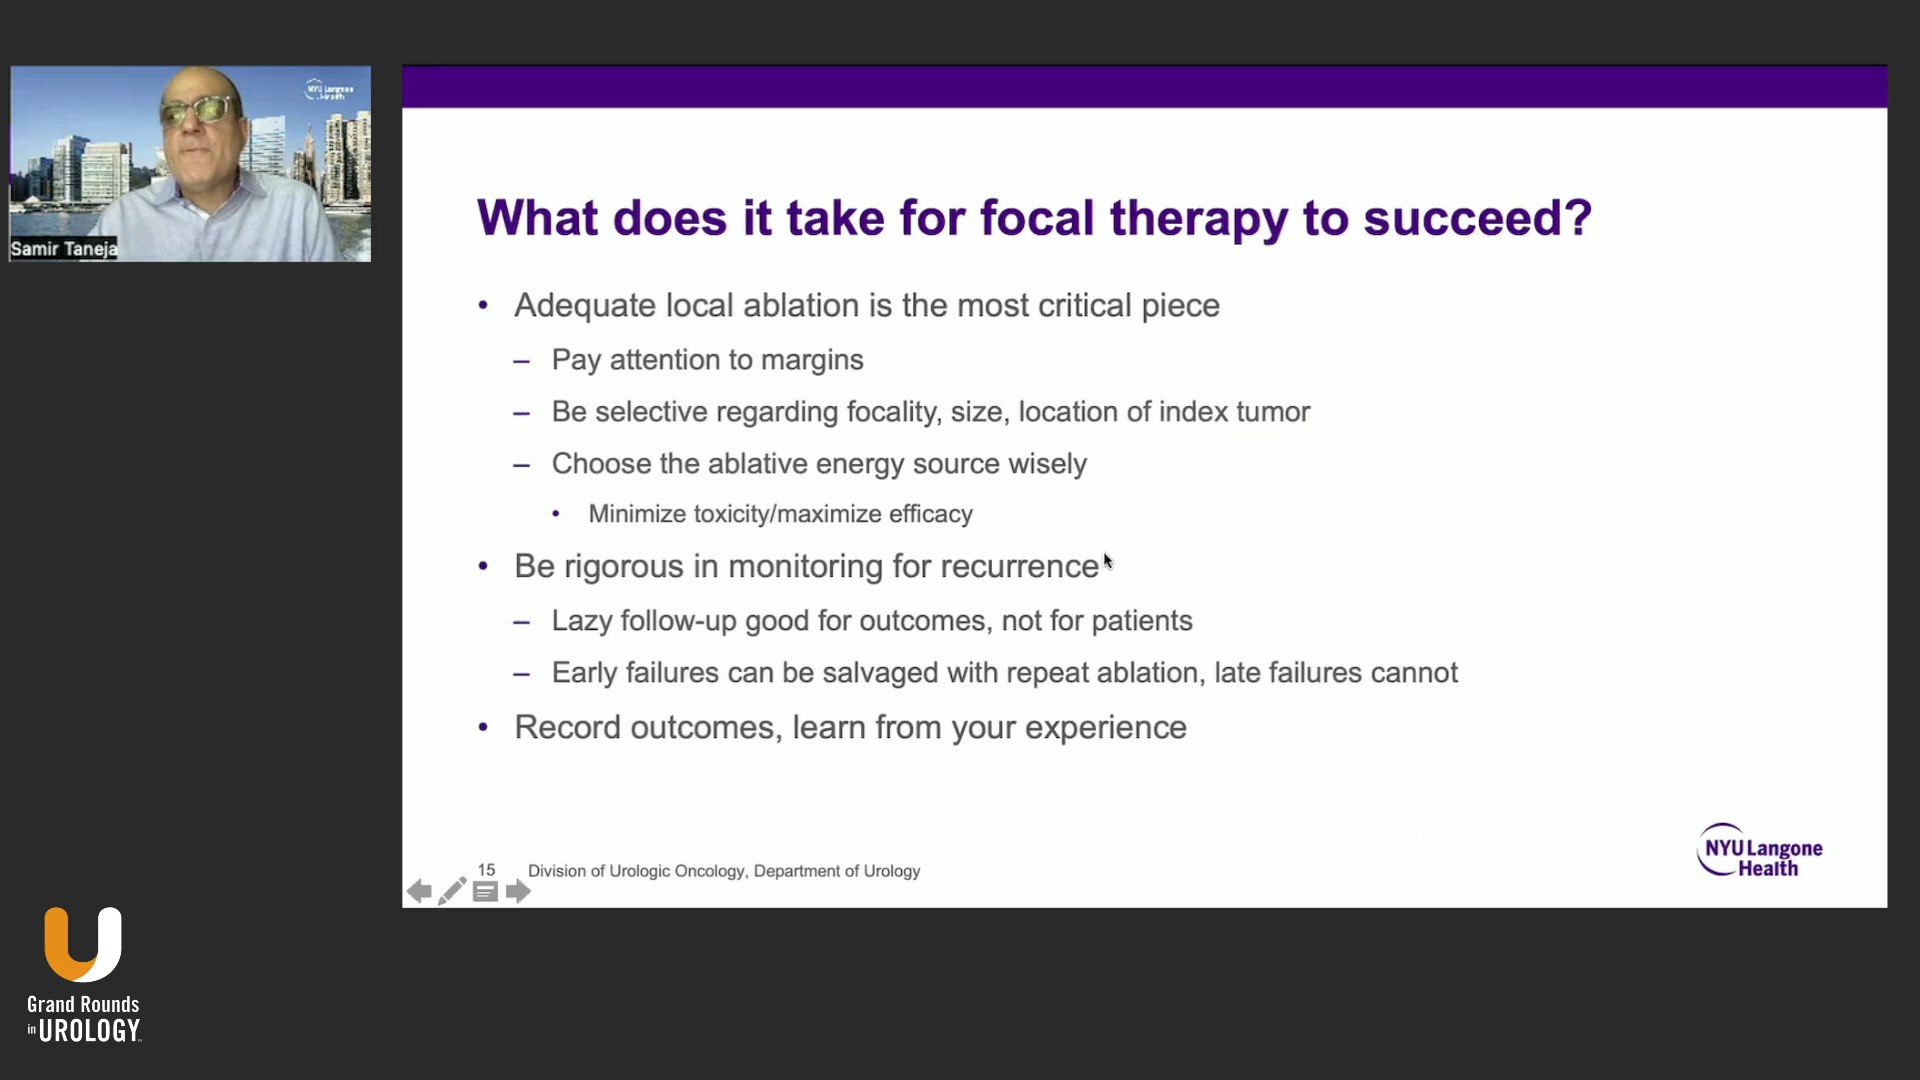 NYU Langone
Health
Samir Taneja
What does it take for focal therapy to succeed?
• Adequate local ablation is the most critical piece
– Pay attention to margins
– Be selective regarding focality, size, location of index tumor
– Choose the ablative energy source wisely
• Minimize toxicity/maximize efficacy
• Be rigorous in monitoring for recurrence
– Lazy follow-up good for outcomes, not for patients
– Early failures can be salvaged with repeat ablation, late failures cannot
• Record outcomes, learn from your experience
15 Division of Urologic Oncology, Department of Urology
NYU Langone
Health
Grand Rounds
in UROLOGY